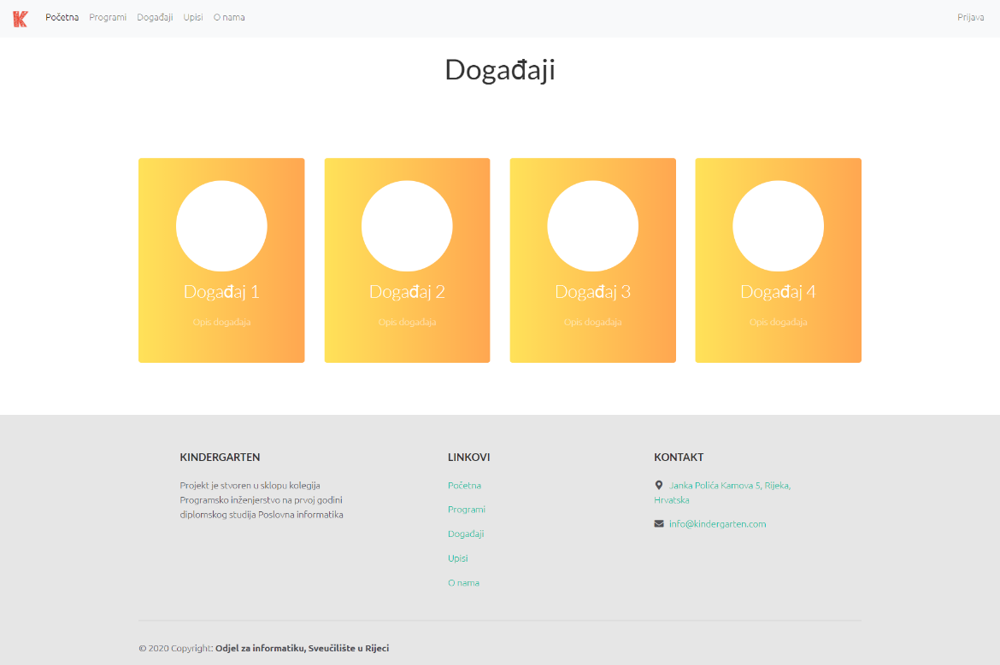 K
Početna Programi Događaji Upisi O nama Prijava
Događaji
Događaj 1 Događaj 2 Događaj 3 Događaj 4
Opis događaja Opis događaja Opis događaja Opis događaja
KINDERGARTEN
Projekt je stvoren u sklopu kolegija
Programsko inženjerstvo na prvoj godini
diplomskog studija Poslovna informatika
LINKOVI
Početna
Programi
Događaji
Upisi
O nama
KONTAKT
Janka Polića Kamova 5, Rijeka,
Hrvatska
info@kindergarten.com
© 2020 Copyright: Odjel za informatiku, Sveučilište u Rijeci